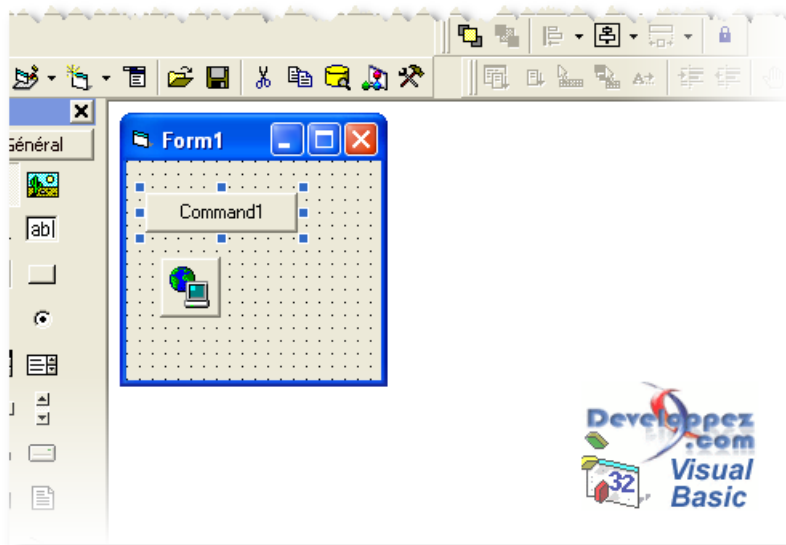 Général
Form1
abl
Command1
Developpez
.com
32
Visual
Basic